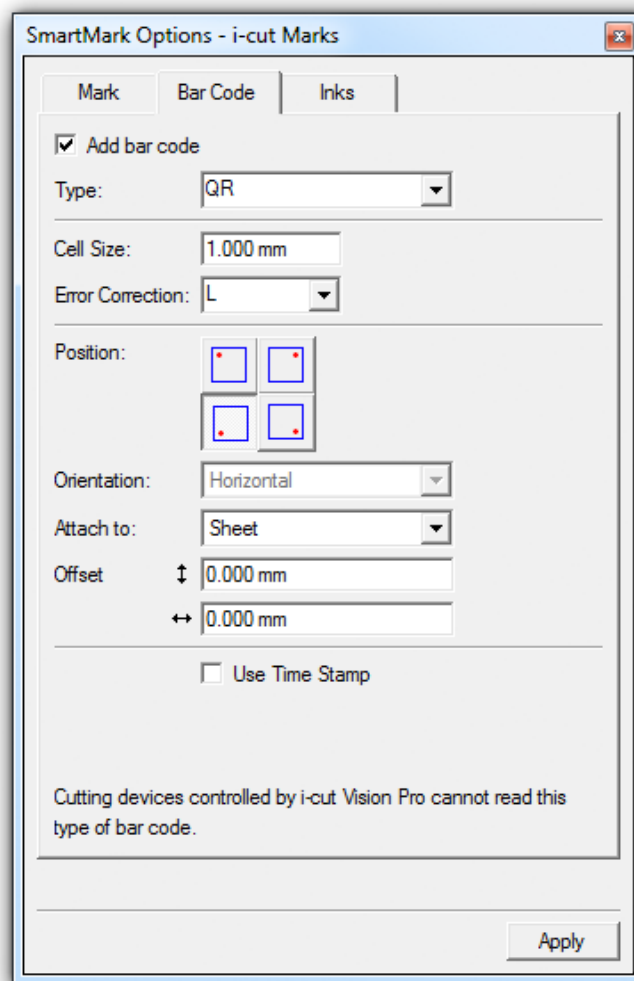 SmartMark Options - i-cut Marks
Mark Bar Code Inks
Add bar code
Type: QR
Cell Size: 1.000 mm
Error Correction: L
Position:
Orientation: Horizontal
Attach to: Sheet
Offset 0.000 mm
0.000 mm
Use Time Stamp
Cutting devices controlled by i-cut Vision Pro cannot read this
type of bar code.
Apply